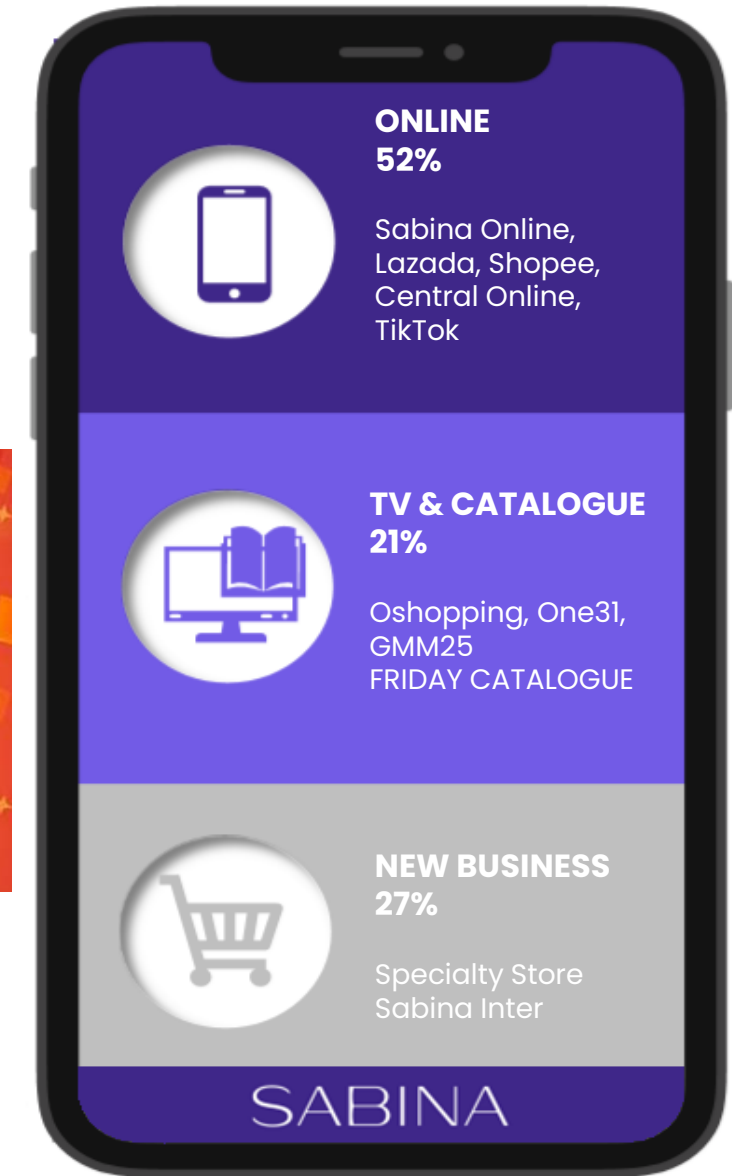 ONLINE
52%
Sabina Online,
Lazada, Shopee,
Central Online,
TikTok
TV & CATALOGUE
21%
Oshopping, One31,
GMM25
FRIDAY CATALOGUE
NEW BUSINESS
27%
Specialty Store
Sabina Inter
SABINA